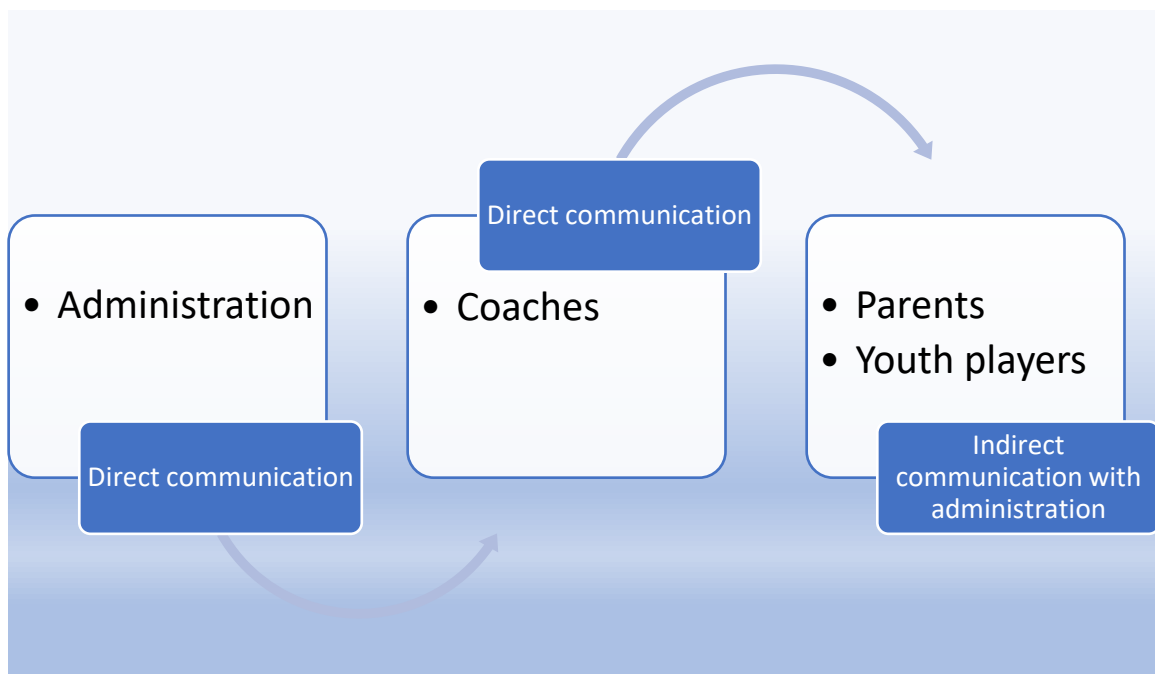 • Administration
Direct communication
• Coaches
Direct communication
• Parents
• Youth players
Indirect
communication with
administration